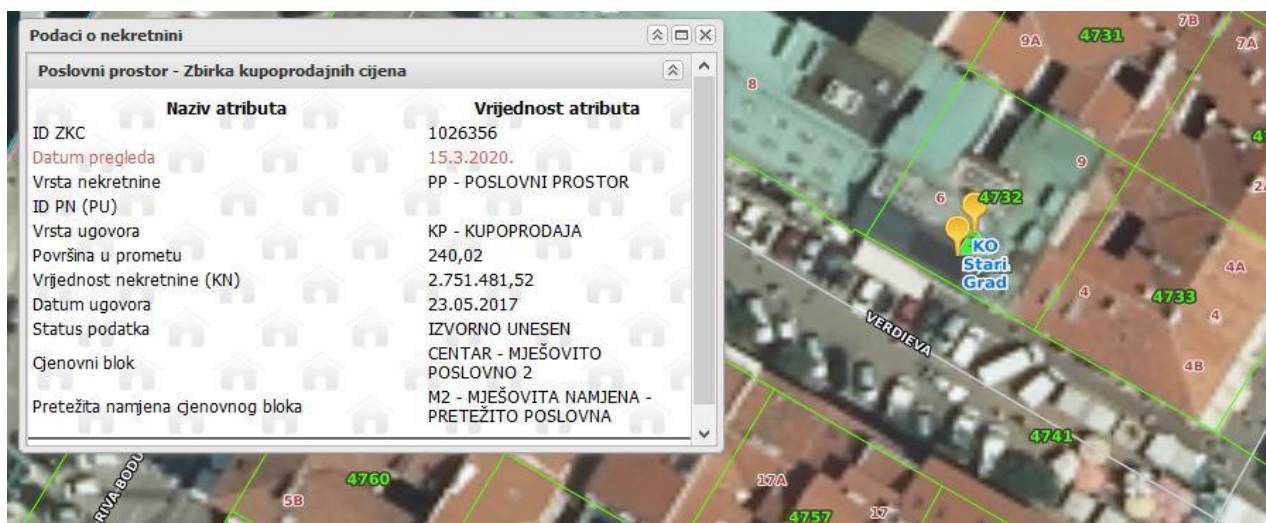 Podaci o nekretnini
Poslovni prostor - Zbirka kupoprodajnih cijena
Naziv atributa Vrijednost atributa
ID ZKC 1026356
Datum pregleda 15.3.2020.
Vrsta nekretnine PP - POSLOVNI PROSTOR
ID PN (PU)
Vrsta ugovora KP - KUPOPRODAJA
Površina u prometu 240,02
Vrijednost nekretnine (KN) 2.751.481,52
Datum ugovora 23.05.2017
Status podatka IZVORNO UNESEN
Cjenovni blok CENTAR - MJEŠOVITO
POSLOVNO 2
Pretežita namjena cjenovnog bloka M2 - MJEŠOVITA NAMJENA -
PRETEŽITO POSLOVNA
7B
9A
4731
7A
8
9
6
4732
KO
Stari
Grad
4A
4
4733
4
VERDIEVA
4B
4741
RIVA BODU
4760
5B
17A
4757
17